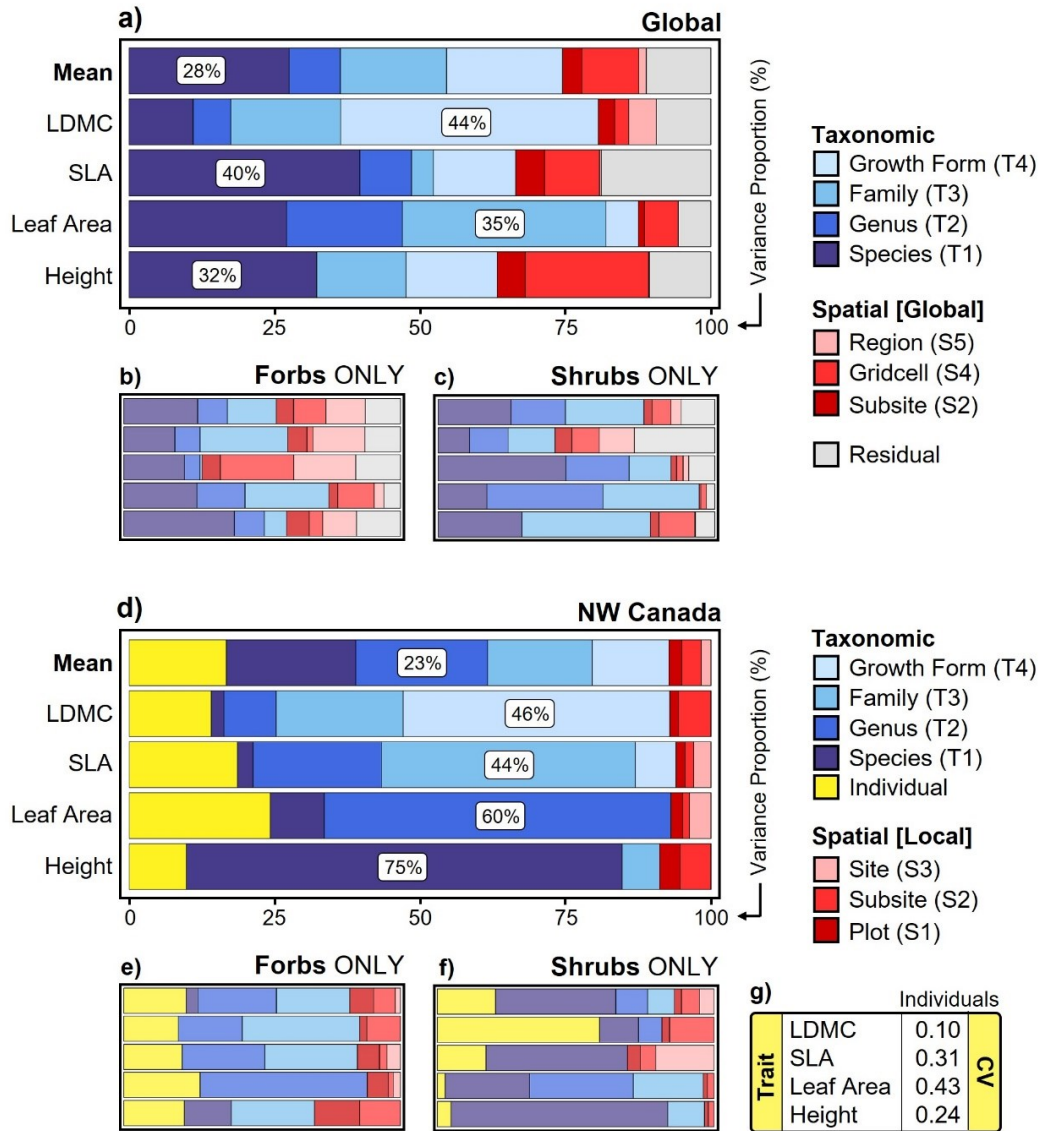 a) Global
Mean
28%
LDMC
44%
SLA
40%
Leaf Area
35%
Height
32%
0 25 50 75 100
Variance Proportion (%)
Taxonomic
Growth Form (T4)
Family (T3)
Genus (T2)
Species (T1)
Spatial [Global]
Region (S5)
Gridcell (S4)
Subsite (S2)
Residual
b) Forbs ONLY
c) Shrubs ONLY
d) NW Canada
Mean
23%
LDMC
46%
SLA
44%
Leaf Area
60%
Height
75%
0 25 50 75 100
Variance Proportion (%)
Taxonomic
Growth Form (T4)
Family (T3)
Genus (T2)
Species (T1)
Individual
Spatial [Local]
Site (S3)
Subsite (S2)
Plot (S1)
e) Forbs ONLY
f) Shrubs ONLY
g) Individuals
Trait
LDMC 0.10
SLA 0.31
Leaf Area 0.43
Height 0.24
CV